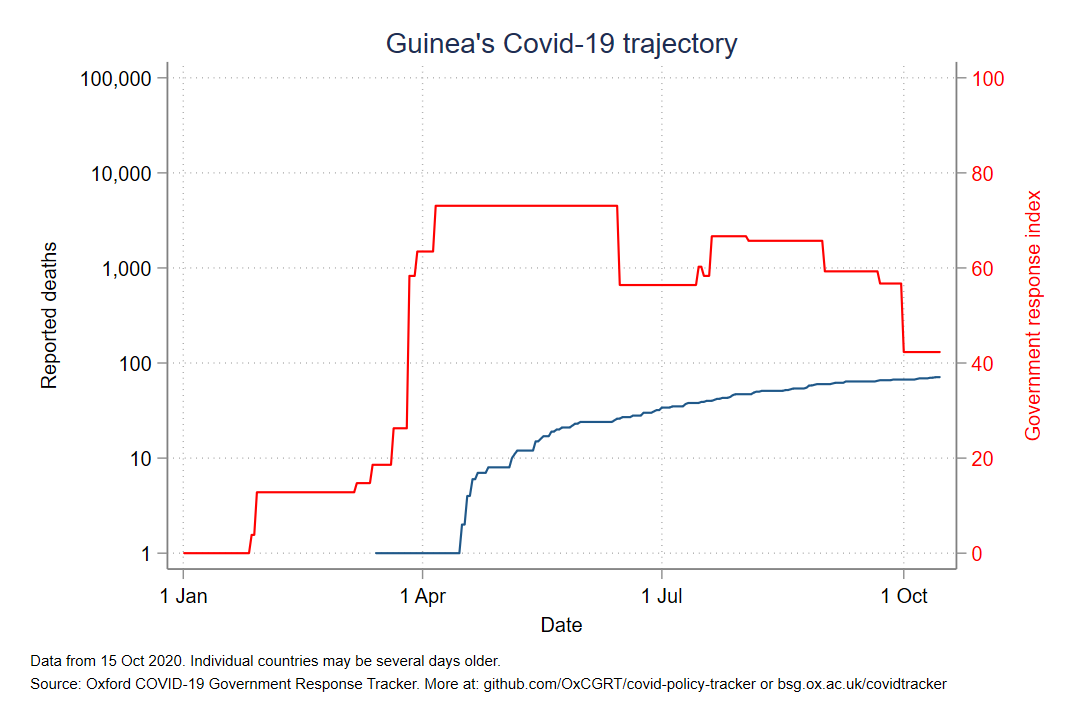 Guinea's Covid-19 trajectory
100,000
10,000
1,000
100
10
1
Reported deaths
100
80
60
40
20
0
Government response index
1 Jan
1 Apr
1 Jul
1 Oct
Date
Data from 15 Oct 2020. Individual countries may be several days older.
Source: Oxford COVID-19 Government Response Tracker. More at: github.com/OxCGRT/covid-policy-tracker or bsg.ox.ac.uk/covidtracker